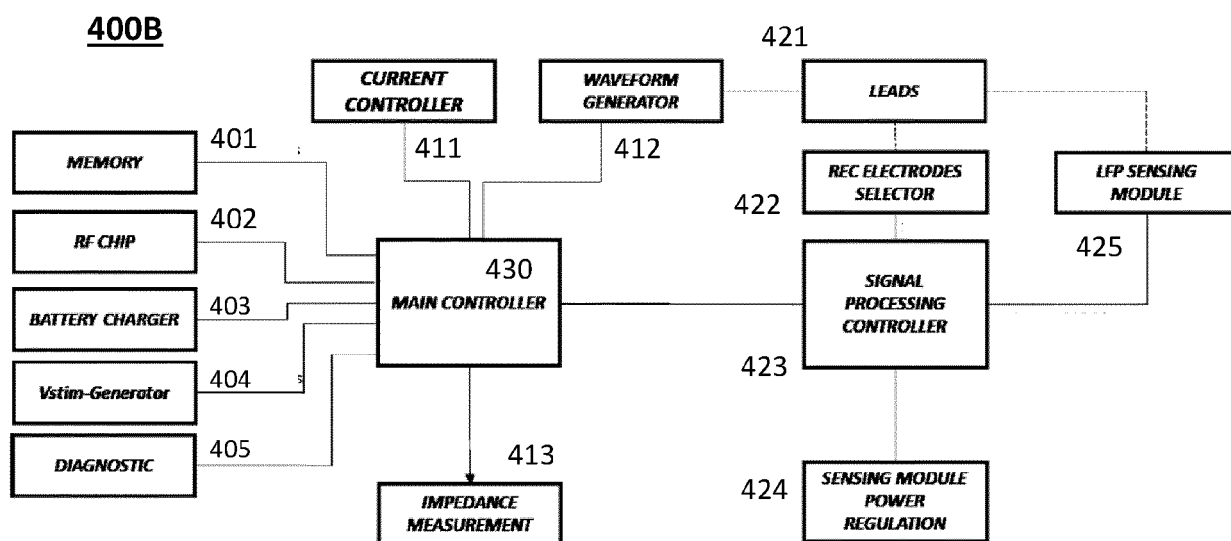 400B
421
CURRENT
CONTROLLER
WAVEFORM
GENERATOR
LEADS
401
MEMORY
411
412
REC ELECTRODES
SELECTOR
LFP SENSING
MODULE
422
402
RF CHIP
425
430
MAIN CONTROLLER
SIGNAL
PROCESSING
CONTROLLER
403
BATTERY CHARGER
423
404
Vstim-Generator
405
DIAGNOSTIC
413
IMPEDANCE
MEASUREMENT
424
SENSING MODULE
POWER
REGULATION